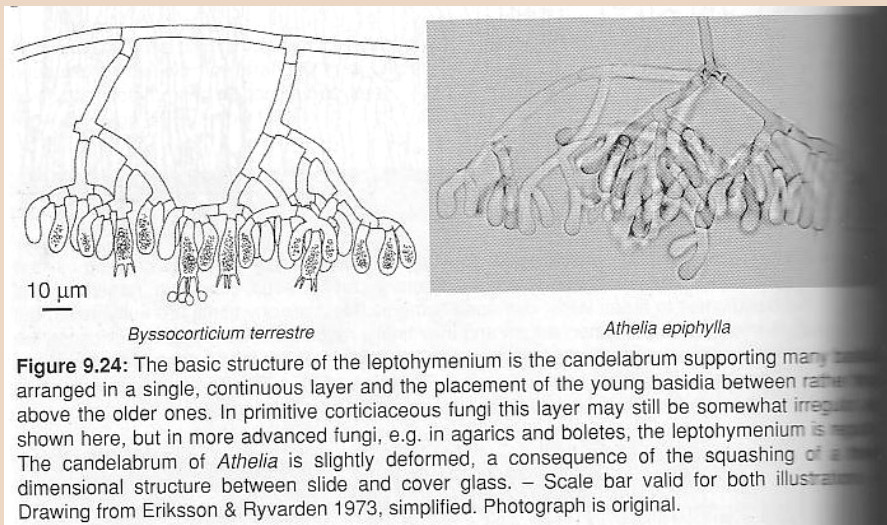 10 µm
Byssocorticium terrestre
Athelia epiphylla
Figure 9.24: The basic structure of the leptohymenium is the candelabrum supporting many
arranged in a single, continuous layer and the placement of the young basidia between rather
above the older ones. In primitive corticiaceous fungi this layer may still be somewhat
shown here, but in more advanced fungi, e.g. in agarics and boletes, the leptohymenium is
The candelabrum of Athelia is slightly deformed, a consequence of the squashing of a
dimensional structure between slide and cover glass. – Scale bar valid for both
Drawing from Eriksson & Ryvarden 1973, simplified. Photograph is original.